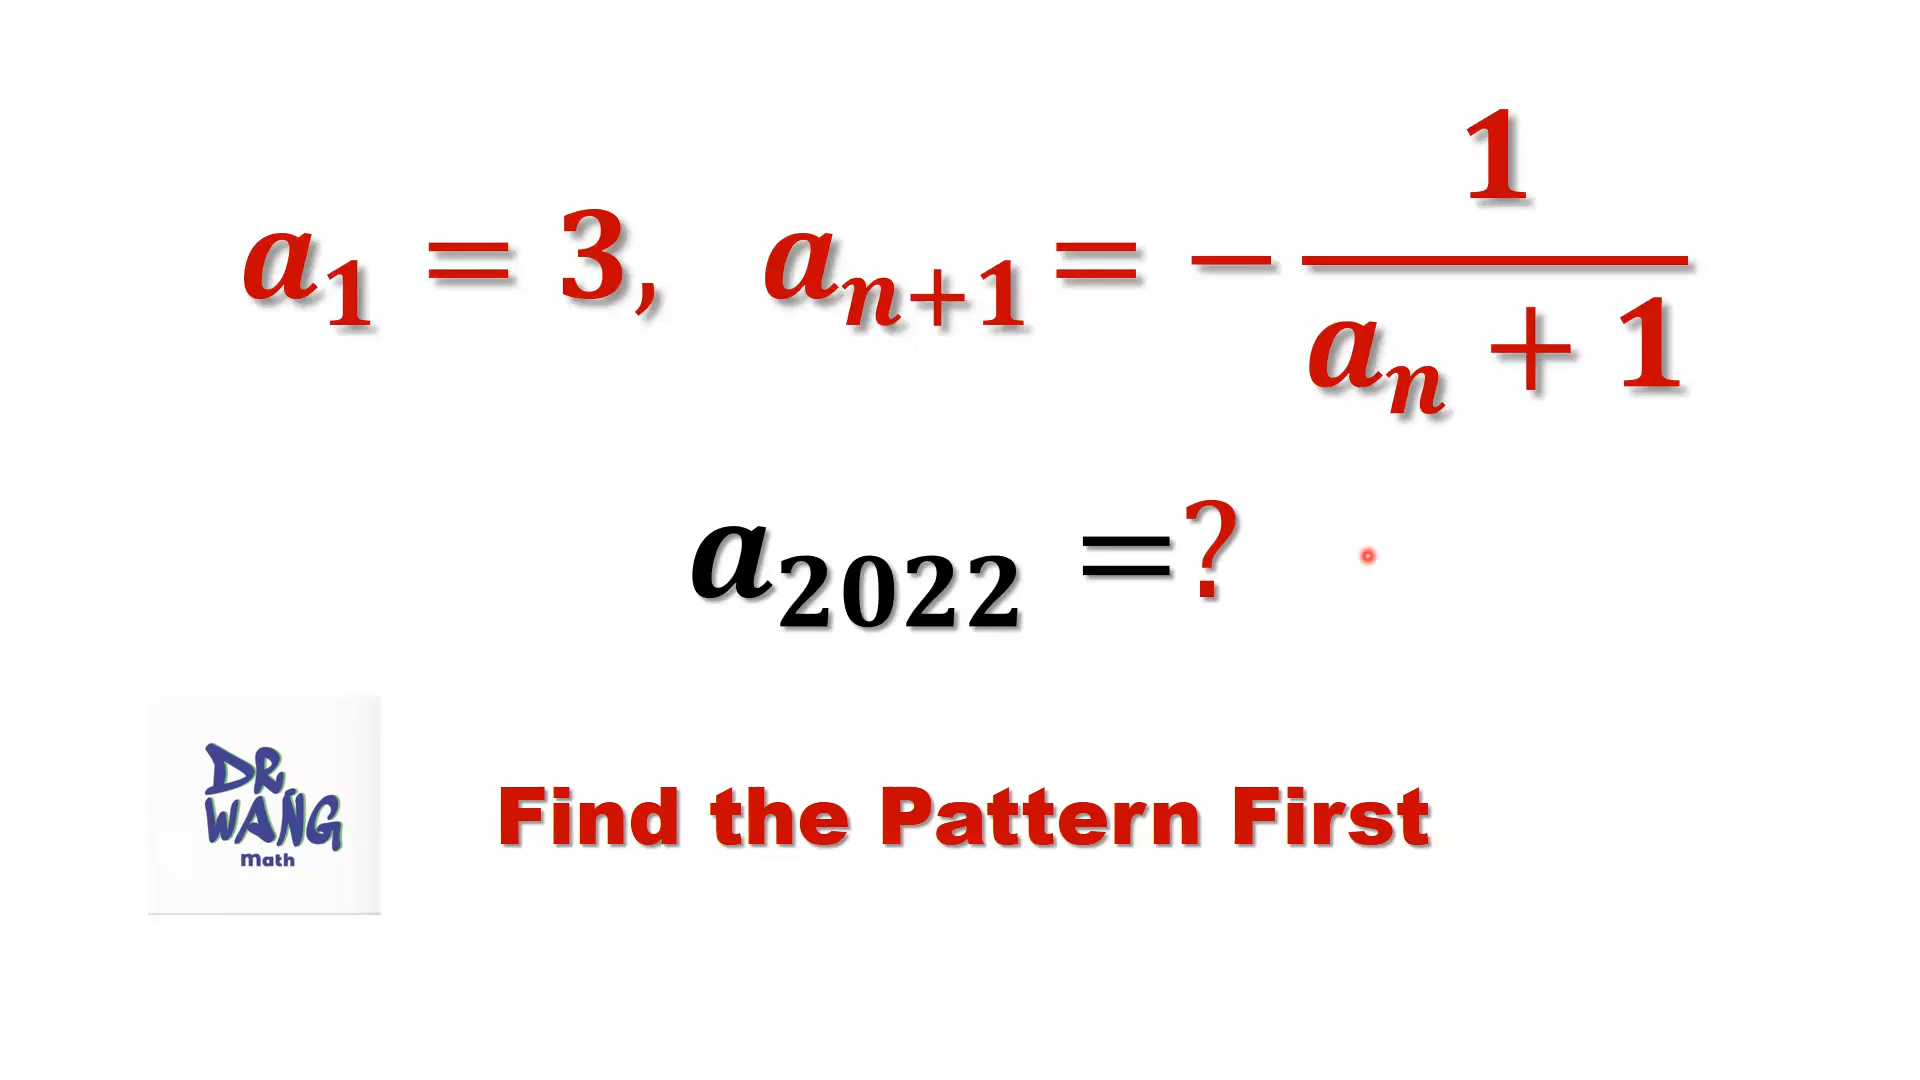 a₁ = 3, aₙ₊₁ = − 1/(aₙ + 1)
a₂₀₂₂ =?
DR
WANG
Math
Find the Pattern First